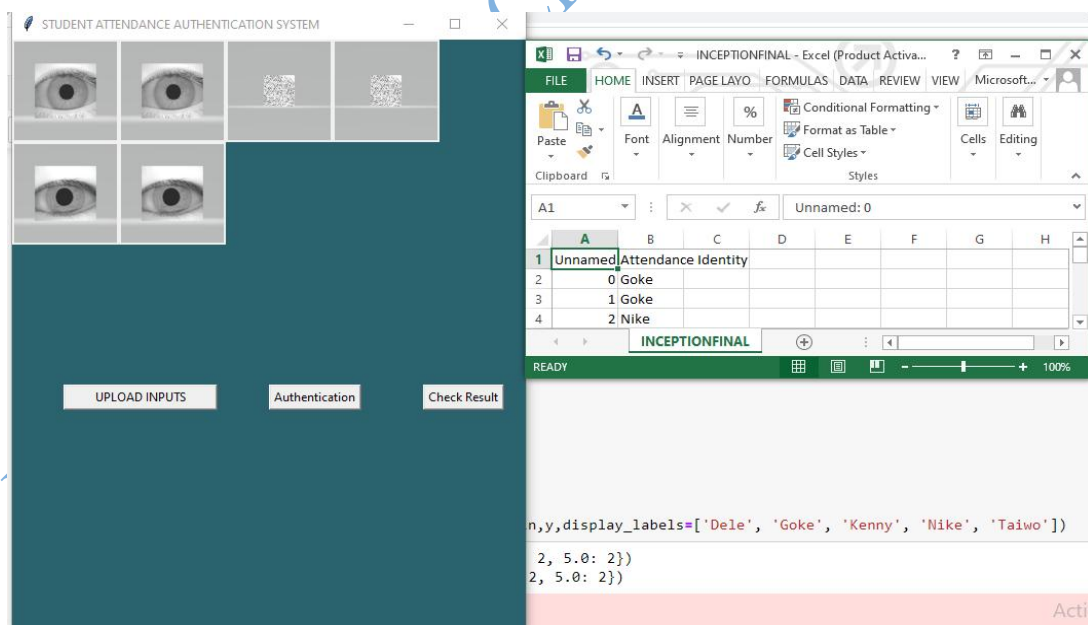 STUDENT ATTENDANCE AUTHENTICATION SYSTEM
UPLOAD INPUTS
Authentication
Check Result
INCEPTIONFINAL - Excel (Product Activa...
FILE HOME INSERT PAGE LAYO FORMULAS DATA REVIEW VIEW Microsoft...
Paste
Clipboard
Font
Alignment
Number
Conditional Formatting
Format as Table
Cell Styles
Styles
Cells
Editing
A1 fx Unnamed: 0
A B C D E F G H
1 Unnamed Attendance Identity
2 0 Goke
3 1 Goke
4 2 Nike
INCEPTIONFINAL
READY 100%
n,y,display_labels=['Dele', 'Goke', 'Kenny', 'Nike', 'Taiwo'])
2, 5.0: 2})
2, 5.0: 2})
Acti